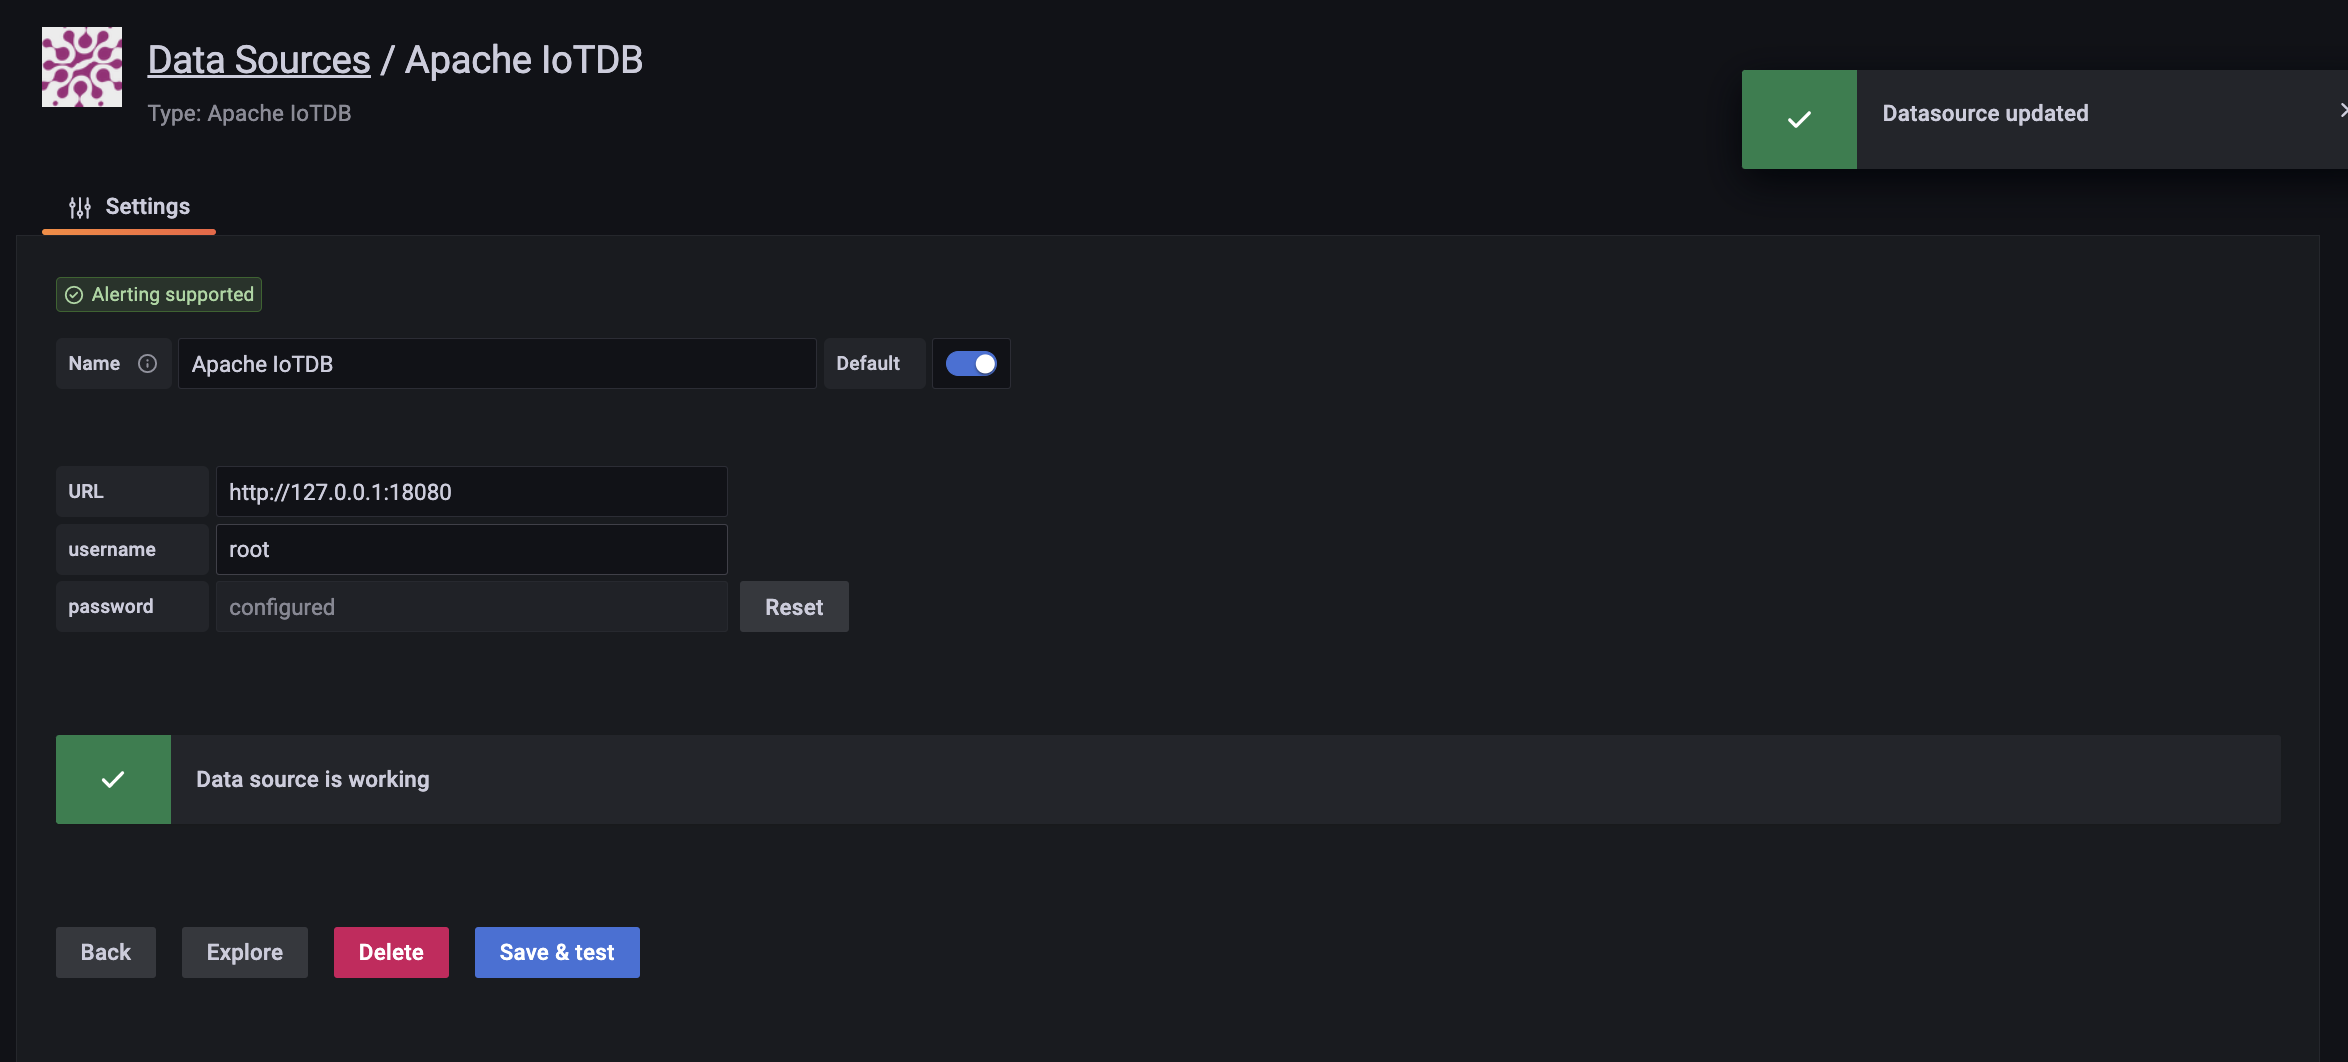 Data Sources / Apache IoTDB
Type: Apache IoTDB
Datasource updated
Settings
Alerting supported
Name Apache IoTDB Default
URL http://127.0.0.1:18080
username root
password configured Reset
Data source is working
Back Explore Delete Save & test